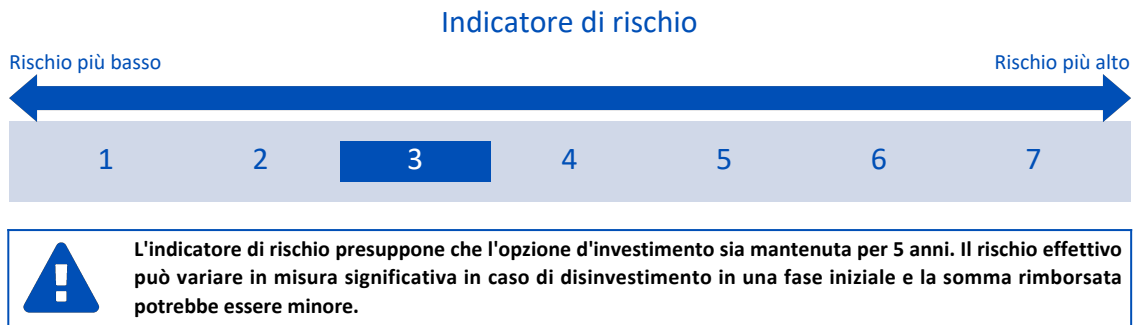 Indicatore di rischio
Rischio più basso Rischio più alto
1 2 3 4 5 6 7
L'indicatore di rischio presuppone che l'opzione d'investimento sia mantenuta per 5 anni. Il rischio effettivo
può variare in misura significativa in caso di disinvestimento in una fase iniziale e la somma rimborsata
potrebbe essere minore.